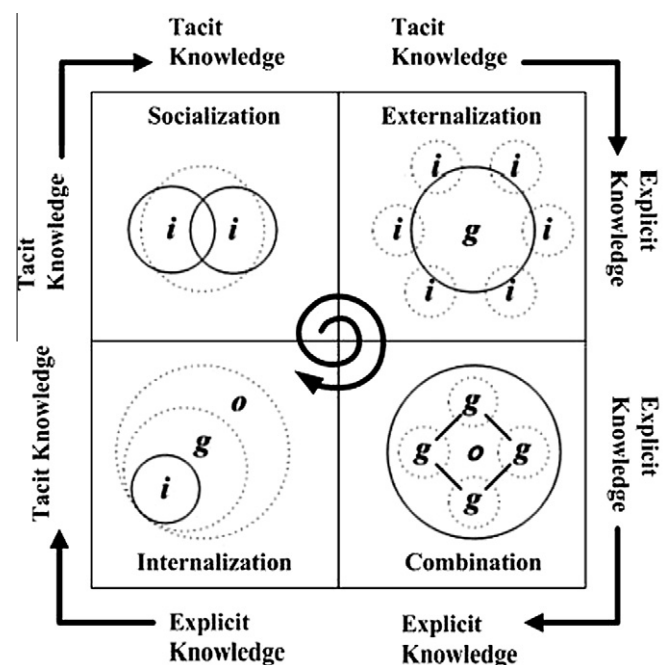 Tacit
Knowledge
Tacit
Knowledge
Socialization
Externalization
i i
i i
i g i
i i
Tacit
Knowledge
Explicit
Knowledge
o
g
i
g
g o g
g
Tacit Knowledge
Explicit
Knowledge
Internalization
Combination
Explicit
Knowledge
Explicit
Knowledge